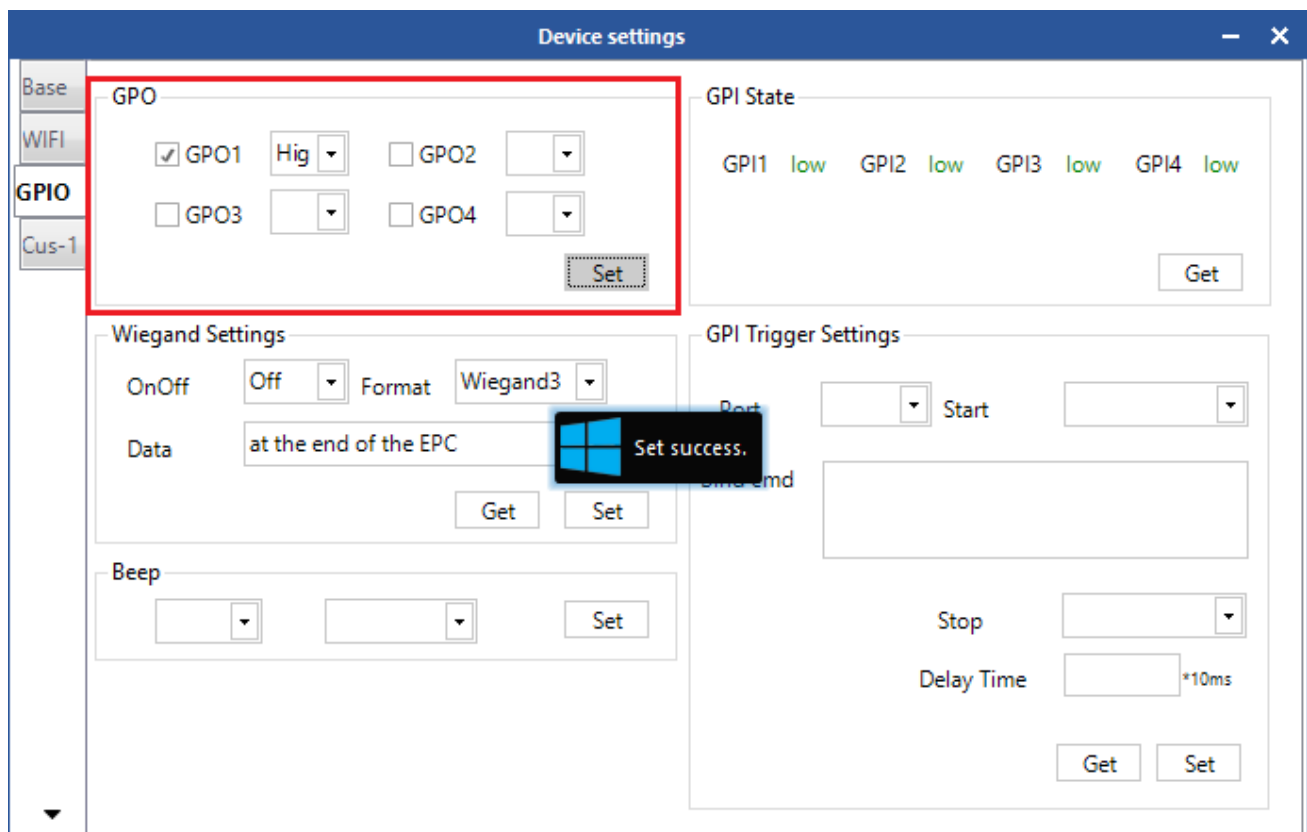 Device settings
Base
WIFI
GPIO
Cus-1
GPO
GPO1 Hig GPO2
GPO3 GPO4
Set
GPI State
GPI1 low GPI2 low GPI3 low GPI4 low
Get
Wiegand Settings
OnOff Off Format Wiegand3
Data at the end of the EPC
Get Set
Set success.
Beep
Set
GPI Trigger Settings
Port Start
cmd
Stop
Delay Time *10ms
Get Set